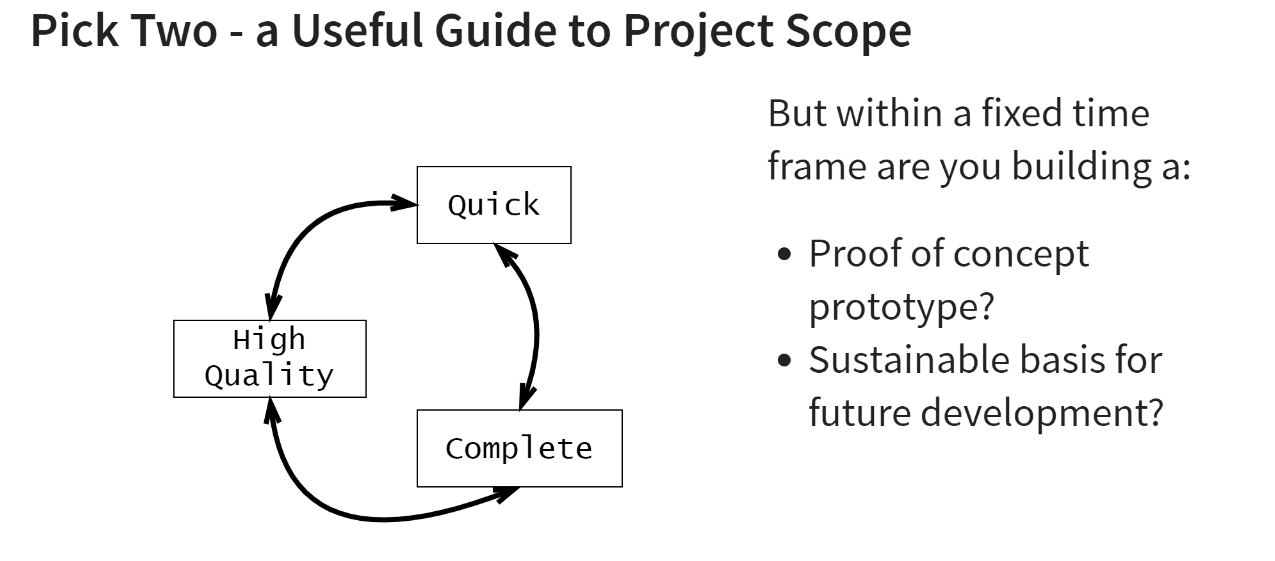 Pick Two - a Useful Guide to Project Scope
But within a fixed time
frame are you building a:
• Proof of concept
prototype?
• Sustainable basis for
future development?
Quick
High
Quality
Complete